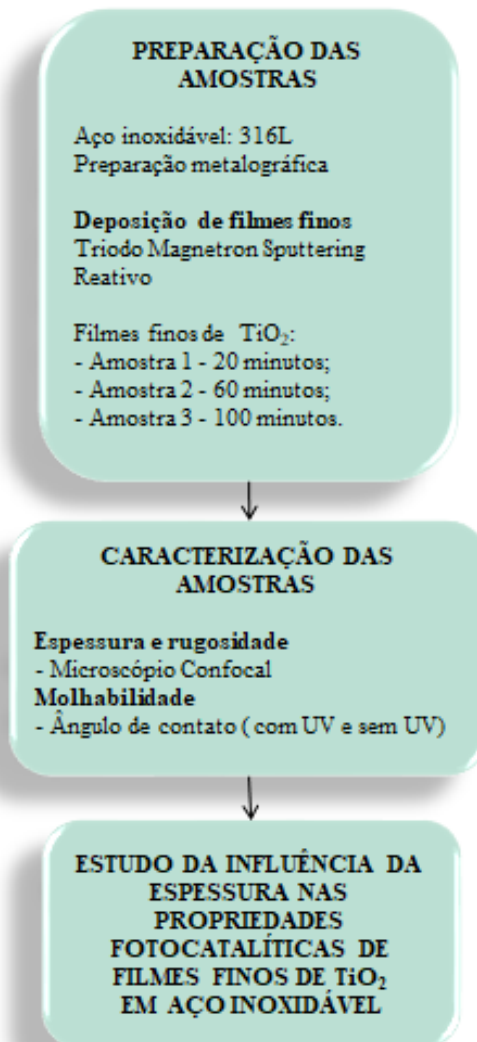 PREPARAÇÃO DAS
AMOSTRAS
Aço inoxidável: 316L
Preparação metalográfica
Deposição de filmes finos
Triodo Magnetron Sputtering
Reativo
Filmes finos de TiO₂:
- Amostra 1 - 20 minutos;
- Amostra 2 - 60 minutos;
- Amostra 3 - 100 minutos.
CARACTERIZAÇÃO DAS
AMOSTRAS
Espessura e rugosidade
- Microscópio Confocal
Molhabilidade
- Ângulo de contato ( com UV e sem UV)
ESTUDO DA INFLUÊNCIA DA
ESPESSURA NAS
PROPRIEDADES
FOTOCATALÍTICAS DE
FILMES FINOS DE TiO₂
EM AÇO INOXIDÁVEL